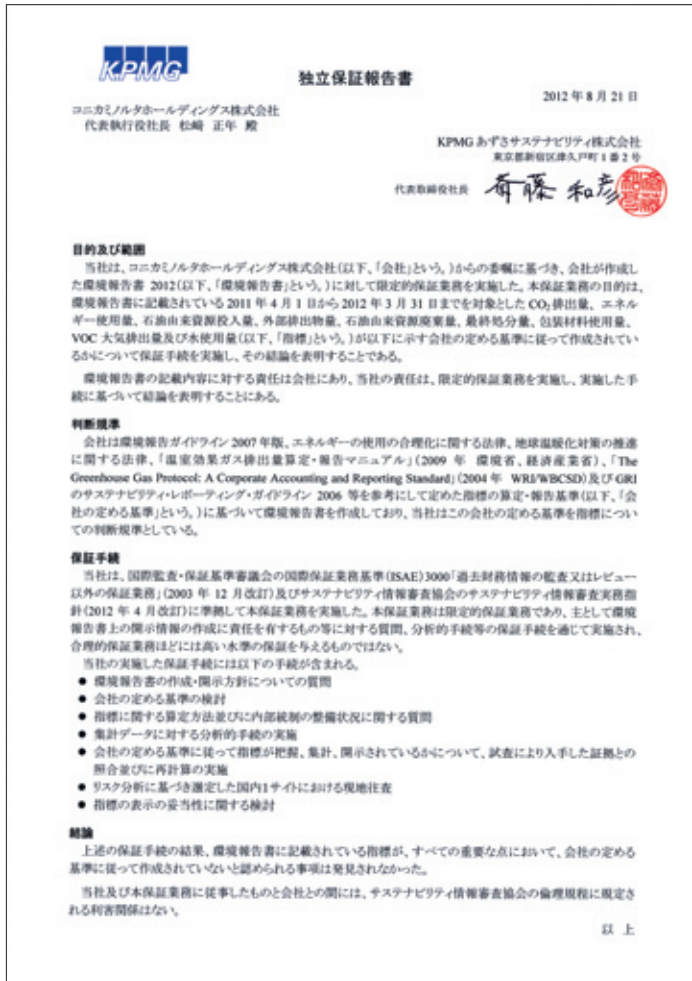 KPMG
独立保証報告書
2012年8月21日
コニカミノルタホールディングス株式会社
代表執行役社長 松﨑 正年 殿
KPMG あずさサステナビリティ株式会社
東京都新宿区津久戸町1番2号
代表取締役社長 斉藤 和彦
目的及び範囲
当社は、コニカミノルタホールディングス株式会社(以下、「会社」という。)からの委嘱に基づき、会社が作成し
た環境報告書 2012(以下、「環境報告書」という。)に対して限定的保証業務を実施した。本保証業務の目的は、
環境報告書に記載されている 2011年4月1日から 2012年3月31日までを対象とした CO₂ 排出量、エネル
ギー使用量、石油由来資源投入量、外部排出物量、石油由来資源廃棄量、最終処分量、包装材料使用量、
VOC 大気排出量及び水使用量(以下、「指標」という。)が以下に示す会社の定める基準に従って作成されてい
るかについて保証手続を実施し、その結論を表明することである。
環境報告書の記載内容に対する責任は会社にあり、当社の責任は、限定的保証業務を実施し、実施した手
続に基づいて結論を表明することにある。
判断規準
会社は環境報告ガイドライン 2007年版、エネルギーの使用の合理化に関する法律、地球温暖化対策の推進
に関する法律、「温室効果ガス排出量算定・報告マニュアル」(2009 年 環境省、経済産業省)、「The
Greenhouse Gas Protocol: A Corporate Accounting and Reporting Standard」(2004 年 WRI/WBCSD)及び GRI
のサステナビリティ・レポーティング・ガイドライン 2006 等を参考にして定めた指標の算定・報告基準(以下、「会
社の定める基準」という。)に基づいて環境報告書を作成しており、当社はこの会社の定める基準を指標につい
ての判断規準としている。
保証手続
当社は、国際監査・保証基準審議会の国際保証業務基準(ISAE)3000「過去財務情報の監査又はレビュー
以外の保証業務」(2003 年 12 月改訂)及びサステナビリティ情報審査協会のサステナビリティ情報審査実務指
針(2012 年 4 月改訂)に準拠して本保証業務を実施した。本保証業務は限定的保証業務であり、主として環境
報告書上の開示情報の作成に責任を有するもの等に対する質問、分析的手続等の保証手続を通じて実施され、
合理的保証業務ほどには高い水準の保証を与えるものではない。
当社の実施した保証手続には以下の手続が含まれる。
● 環境報告書の作成・開示方針についての質問
● 会社の定める基準の検討
● 指標に関する算定方法並びに内部統制の整備状況に関する質問
● 集計データに対する分析的手続の実施
● 会社の定める基準に従って指標が把握、集計、開示されているかについて、試査により入手した証拠との
照合並びに再計算の実施
● リスク分析に基づき選定した国内1サイトにおける現地往査
● 指標の表示の妥当性に関する検討
結論
上述の保証手続の結果、環境報告書に記載されている指標が、すべての重要な点において、会社の定める
基準に従って作成されていないと認められる事項は発見されなかった。
当社及び本保証業務に従事したものと会社との間には、サステナビリティ情報審査協会の倫理規程に規定さ
れる利害関係はない。
以 上